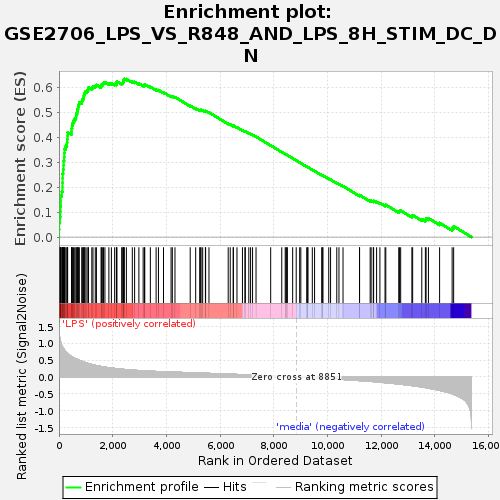 Enrichment plot:
GSE2706_LPS_VS_R848_AND_LPS_8H_STIM_DC_D
N
Enrichment score (ES)
0.6
0.5
0.4
0.3
0.2
0.1
0.0
'LPS' (positively correlated)
Ranked list metric (Signal2Noise)
1.5
1.0
0.5
0.0
-0.5
-1.0
-1.5
Zero cross at 8851
'media' (negatively correlated)
0
2,000
4,000
6,000
8,000
10,000
12,000
14,000
16,000
Rank in Ordered Dataset
Enrichment profile
Hits
Ranking metric scores